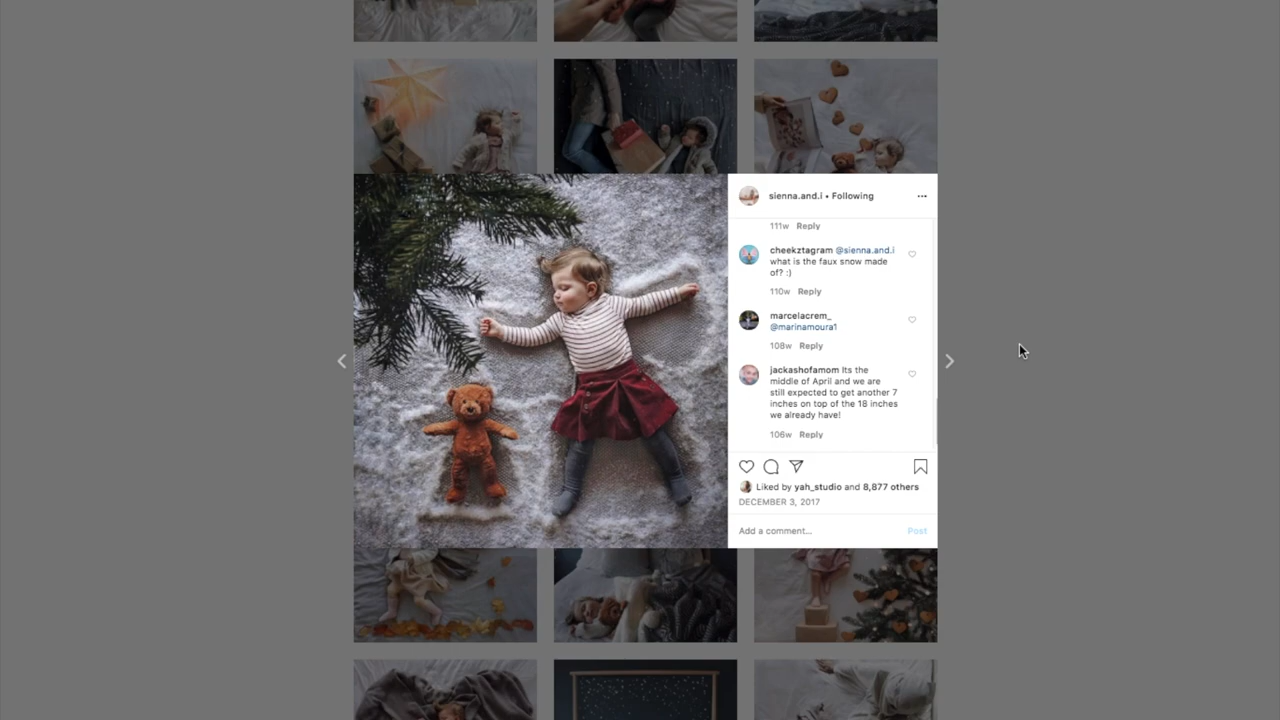 sienna.and.i • Following
111w Reply
cheekztagram @sienna.and.i
what is the faux snow made
of? :)
110w Reply
marcelacrem_
@marinamoura1
108w Reply
jackashofamom Its the
middle of April and we are
still expected to get another 7
inches on top of the 18 inches
we already have!
106w Reply
Liked by yah_studio and 8,877 others
DECEMBER 3, 2017
Add a comment... Post